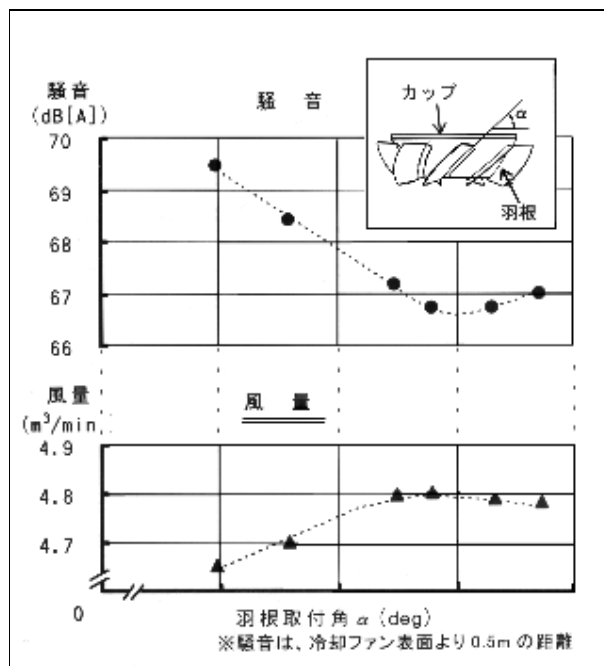 騒音
(dB[A])
騒 音
カップ
α
羽根
70
69
68
67
66
風量
(m³/min
風 量
4.9
4.8
4.7
0
羽根取付角α(deg)
※騒音は、冷却ファン表面より0.5mの距離